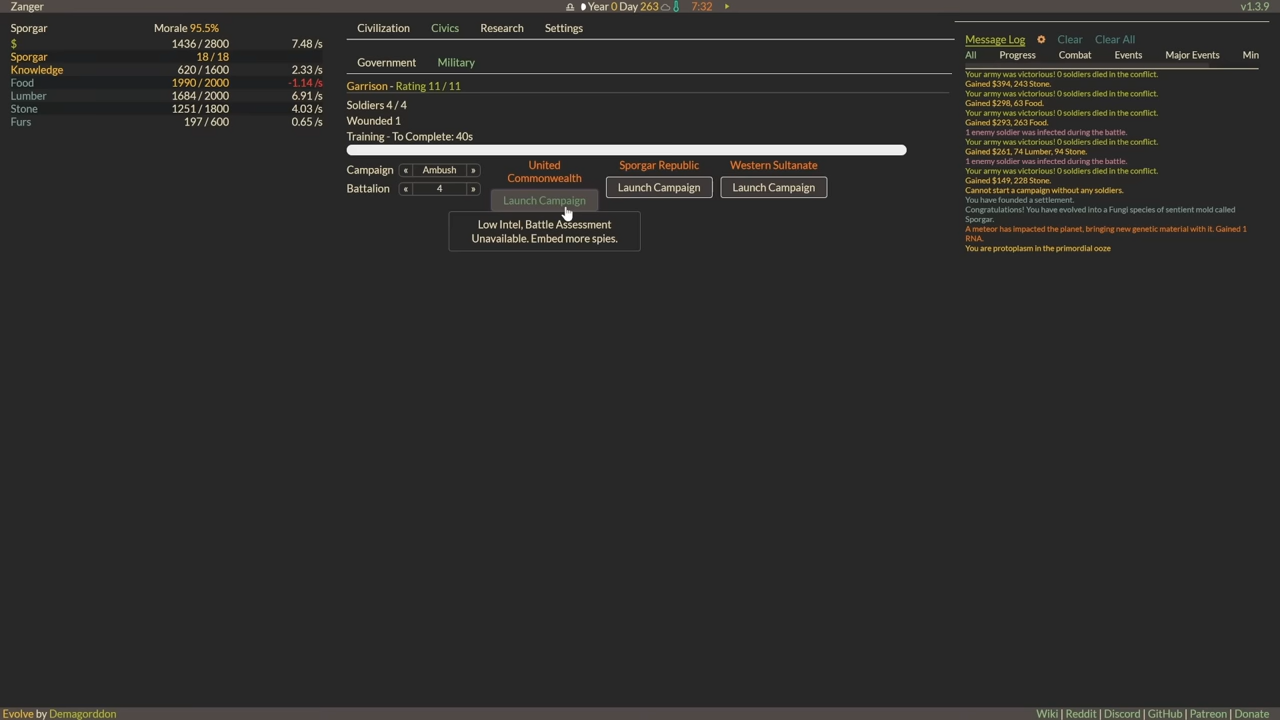 Zanger
Year 0 Day 263
7:32
v1.3.9
Sporgar
Morale 95.5%
$ 1436 / 2800 7.48 /s
Sporgar 18 / 18
Knowledge 620 / 1600 2.33 /s
Food 1990 / 2000 -1.14 /s
Lumber 1684 / 2000 6.91 /s
Stone 1251 / 1800 4.03 /s
Furs 197 / 600 0.65 /s
Civilization Civics Research Settings
Government Military
Garrison - Rating 11 / 11
Soldiers 4 / 4
Wounded 1
Training - To Complete: 40s
Campaign « Ambush »
Battalion « 4 »
United
Commonwealth
Launch Campaign
Sporgar Republic
Launch Campaign
Western Sultanate
Launch Campaign
Low Intel, Battle Assessment
Unavailable. Embed more spies.
Message Log Clear Clear All
All Progress Combat Events Major Events Min
Your army was victorious! 0 soldiers died in the conflict.
Gained $394, 243 Stone.
Your army was victorious! 0 soldiers died in the conflict.
Gained $298, 63 Food.
Your army was victorious! 0 soldiers died in the conflict.
Gained $293, 263 Food.
1 enemy soldier was infected during the battle.
Your army was victorious! 0 soldiers died in the conflict.
Gained $261, 74 Lumber, 94 Stone.
1 enemy soldier was infected during the battle.
Your army was victorious! 0 soldiers died in the conflict.
Gained $149, 228 Stone.
Cannot start a campaign without any soldiers.
You have founded a settlement.
Congratulations! You have evolved into a Fungi species of sentient mold called
Sporgar.
A meteor has impacted the planet, bringing new genetic material with it. Gained 1
RNA.
You are protoplasm in the primordial ooze
Evolve by Demagorddon
Wiki | Reddit | Discord | GitHub | Patreon | Donate